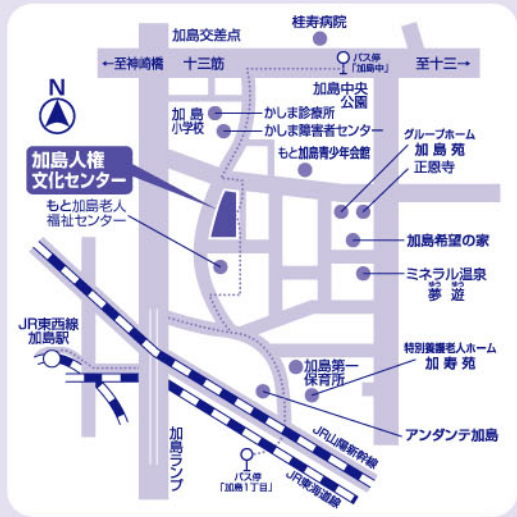 桂寿病院
加島交差点
バス停
「加島中」
←至神崎橋
十三筋
至十三→
加島中央
公園
N
加島
小学校
かしま診療所
かしま障害者センター
グループホーム
加島苑
正恩寺
もと加島青少年会館
加島人権
文化センター
もと加島老人
福祉センター
加島希望の家
ミネラル温泉
ゆう ゆう
夢 遊
JR東西線
加島駅
特別養護老人ホーム
加寿苑
加島第一
保育所
アンダンテ加島
JR山陽新幹線
JR東海道線
加島ランプ
バス停
「加島1丁目」